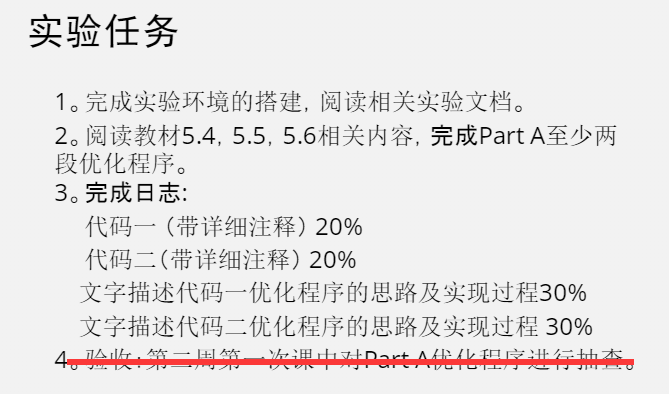 实验任务
1。完成实验环境的搭建，阅读相关实验文档。
2。阅读教材5.4，5.5，5.6相关内容，完成Part A至少两
段优化程序。
3。完成日志:
代码一（带详细注释）20%
代码二（带详细注释）20%
文字描述代码一优化程序的思路及实现过程30%
文字描述代码二优化程序的思路及实现过程 30%
4。验收：第二周第一次课中对Part A优化程序进行抽查。